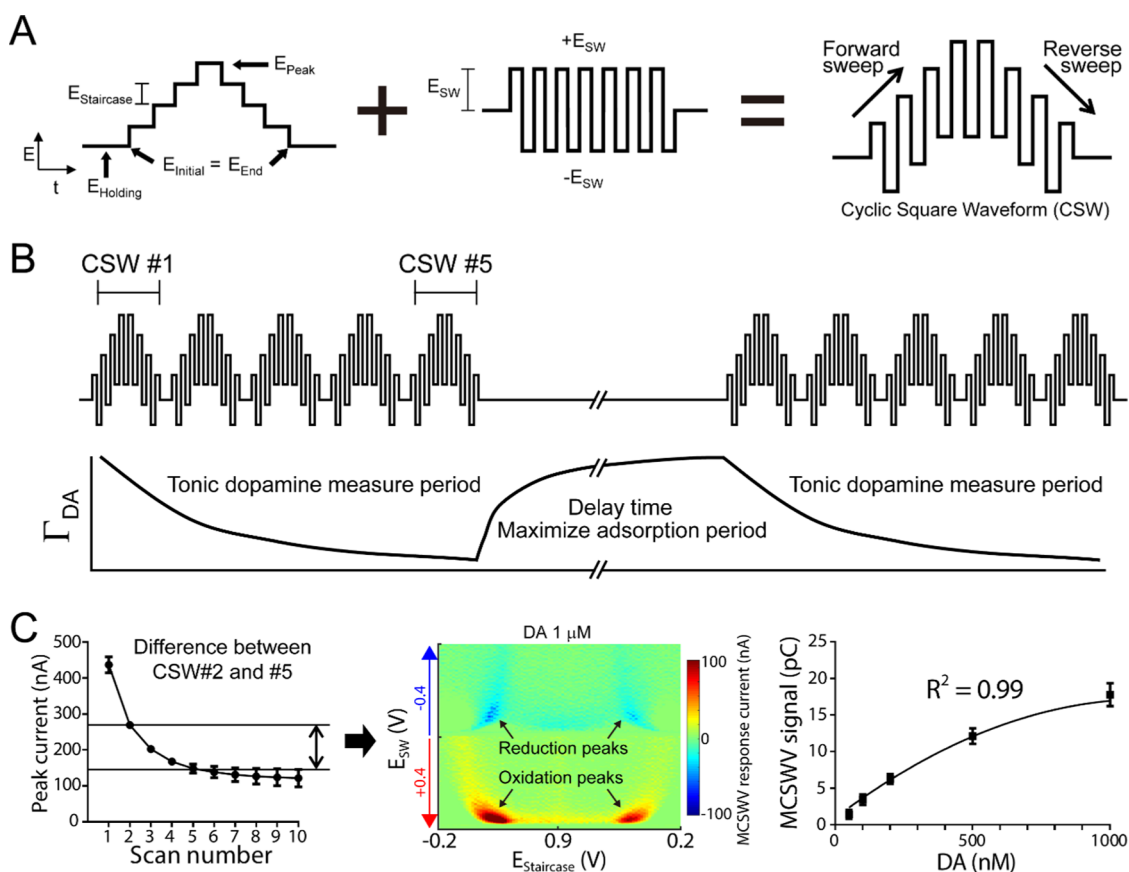 A
E_Staircase
E_Peak
E
t
E_Holding
E_Initial = E_End
+
+E_SW
E_SW
-E_SW
=
Forward
sweep
Reverse
sweep
Cyclic Square Waveform (CSW)
B
CSW #1
CSW #5
Γ_DA
Tonic dopamine measure period
Delay time
Maximize adsorption period
Tonic dopamine measure period
C
Peak current (nA)
500
400
300
200
100
0
1 2 3 4 5 6 7 8 9 10
Scan number
Difference between
CSW#2 and #5
DA 1 μM
E_SW (V)
-0.4
+0.4
Reduction peaks
Oxidation peaks
-0.2 0.9 0.2
E_Staircase (V)
100
0
-100
MCSWV response current (nA)
MCSWV signal (pC)
25
20
15
10
5
0
R² = 0.99
0 500 1000
DA (nM)